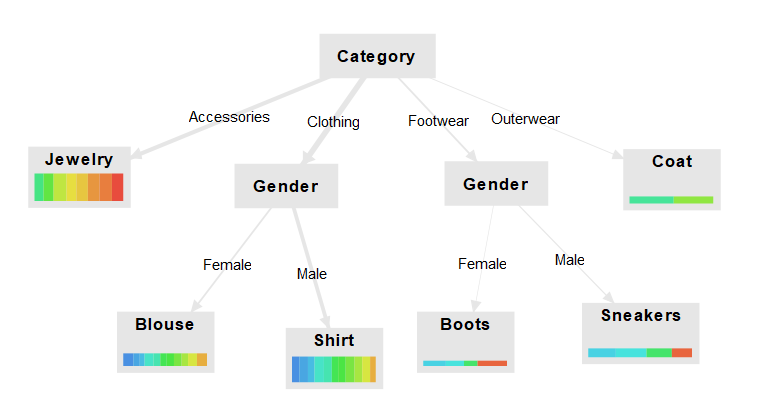 Category
Accessories
Clothing
Footwear
Outerwear
Jewelry
Gender
Gender
Coat
Female
Male
Female
Male
Blouse
Shirt
Boots
Sneakers